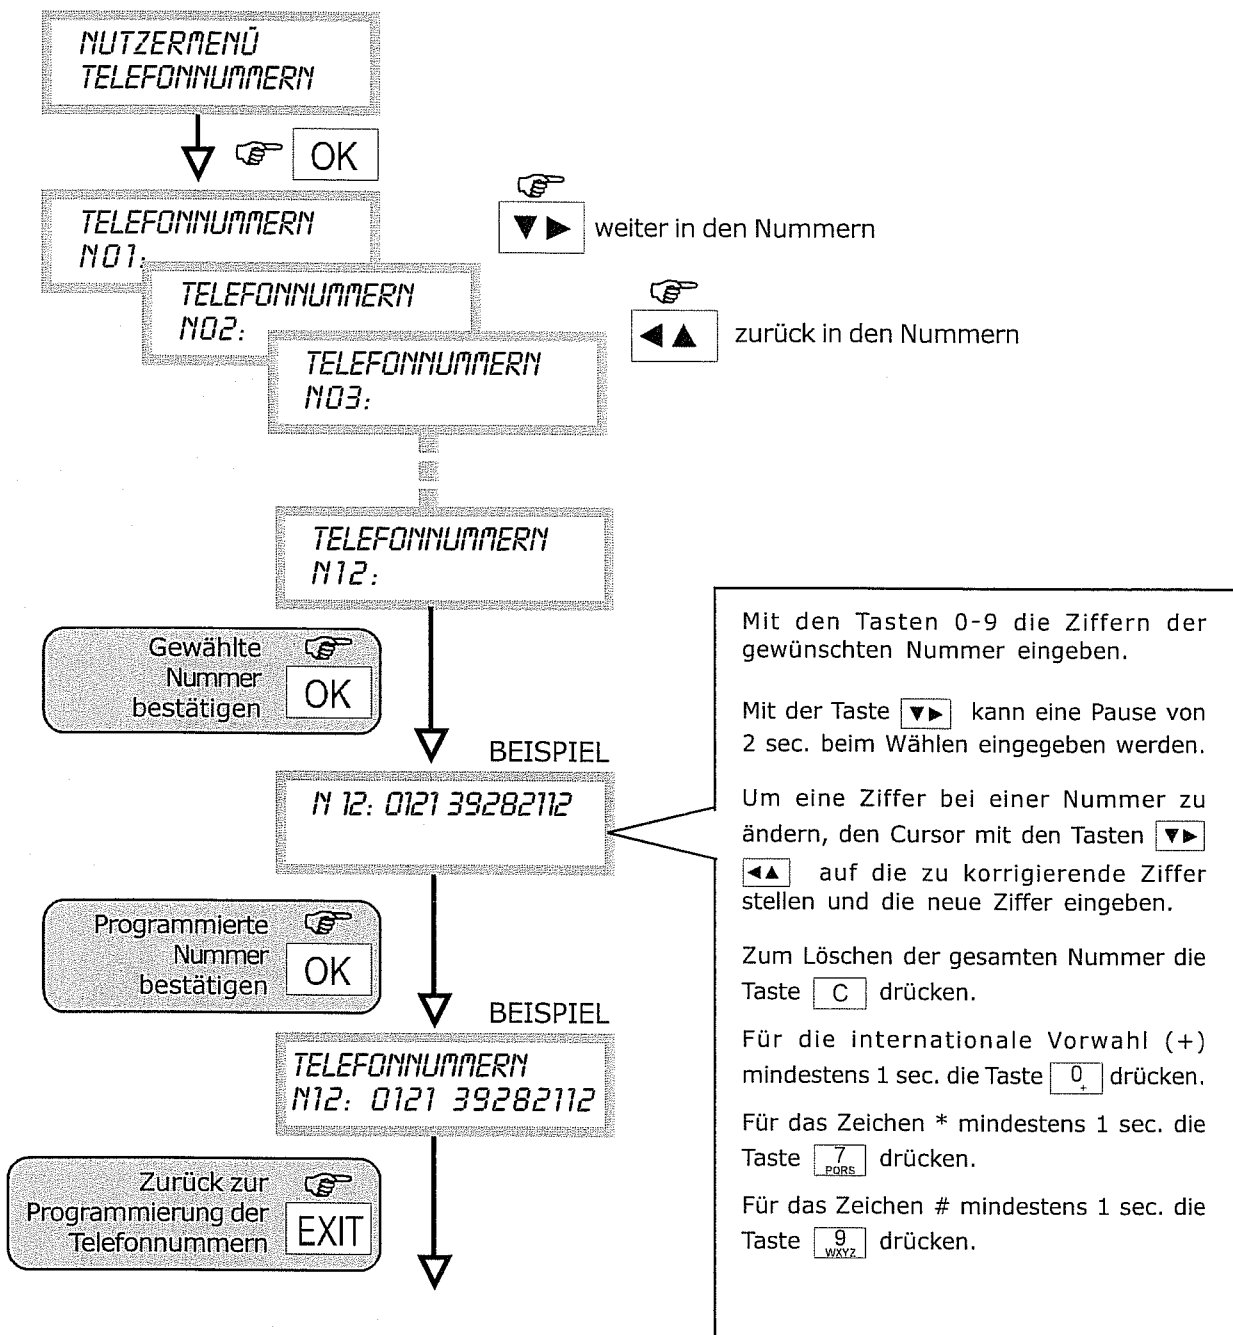 NUTZERMENÜ
TELEFONNUMMERN
OK
TELEFONNUMMERN
N01:
TELEFONNUMMERN
N02:
TELEFONNUMMERN
N03:
▼► weiter in den Nummern
◄▲ zurück in den Nummern
TELEFONNUMMERN
N12:
Gewählte
Nummer
bestätigen
OK
BEISPIEL
N 12: 0121 39282112
Programmierte
Nummer
bestätigen
OK
BEISPIEL
TELEFONNUMMERN
N12: 0121 39282112
Zurück zur
Programmierung der
Telefonnummern
EXIT
Mit den Tasten 0-9 die Ziffern der
gewünschten Nummer eingeben.
Mit der Taste ▼► kann eine Pause von
2 sec. beim Wählen eingegeben werden.
Um eine Ziffer bei einer Nummer zu
ändern, den Cursor mit den Tasten ▼►
◄▲ auf die zu korrigierende Ziffer
stellen und die neue Ziffer eingeben.
Zum Löschen der gesamten Nummer die
Taste C drücken.
Für die internationale Vorwahl (+)
mindestens 1 sec. die Taste 0 + drücken.
Für das Zeichen * mindestens 1 sec. die
Taste 7 PQRS drücken.
Für das Zeichen # mindestens 1 sec. die
Taste 9 WXYZ drücken.